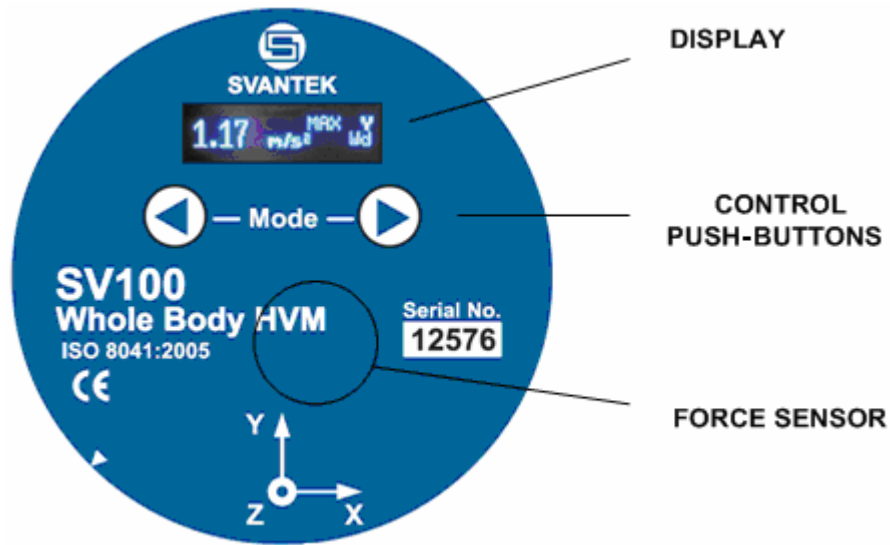 DISPLAY
SVANTEK
1.17 m/s² MAX Y Wd
Mode
CONTROL
PUSH-BUTTONS
SV100
Whole Body HVM
ISO 8041:2005
CE
Serial No.
12576
FORCE SENSOR
Y
Z X